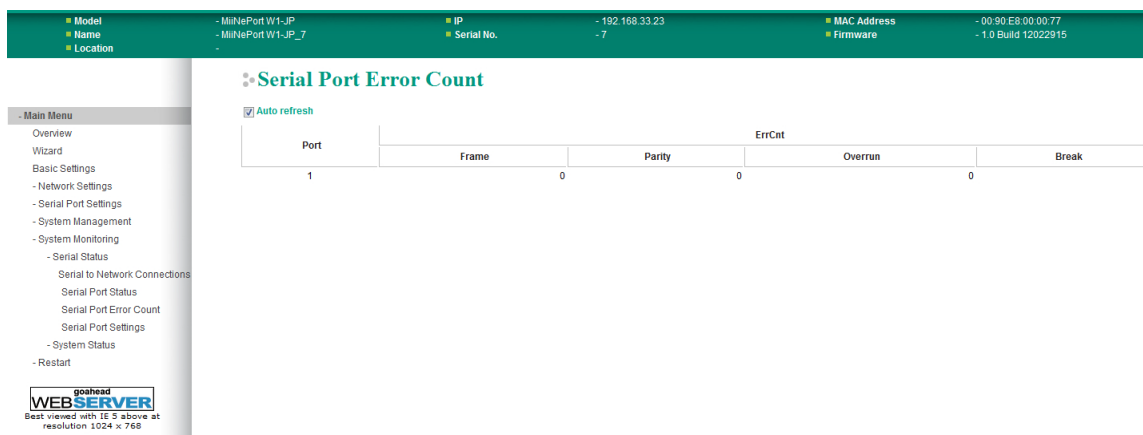 Model - MiiNePort W1-JP IP - 192.168.33.23 MAC Address - 00:90:E8:00:00:77
Name - MiiNePort W1-JP_7 Serial No. - 7 Firmware - 1.0 Build 12022915
Location -
Serial Port Error Count
Auto refresh
- Main Menu
Overview
Wizard
Basic Settings
- Network Settings
- Serial Port Settings
- System Management
- System Monitoring
- Serial Status
Serial to Network Connections
Serial Port Status
Serial Port Error Count
Serial Port Settings
- System Status
- Restart
goahead
WEBSERVER
Best viewed with IE 5 above at
resolution 1024 x 768
Port ErrCnt
Frame Parity Overrun Break
1 0 0 0